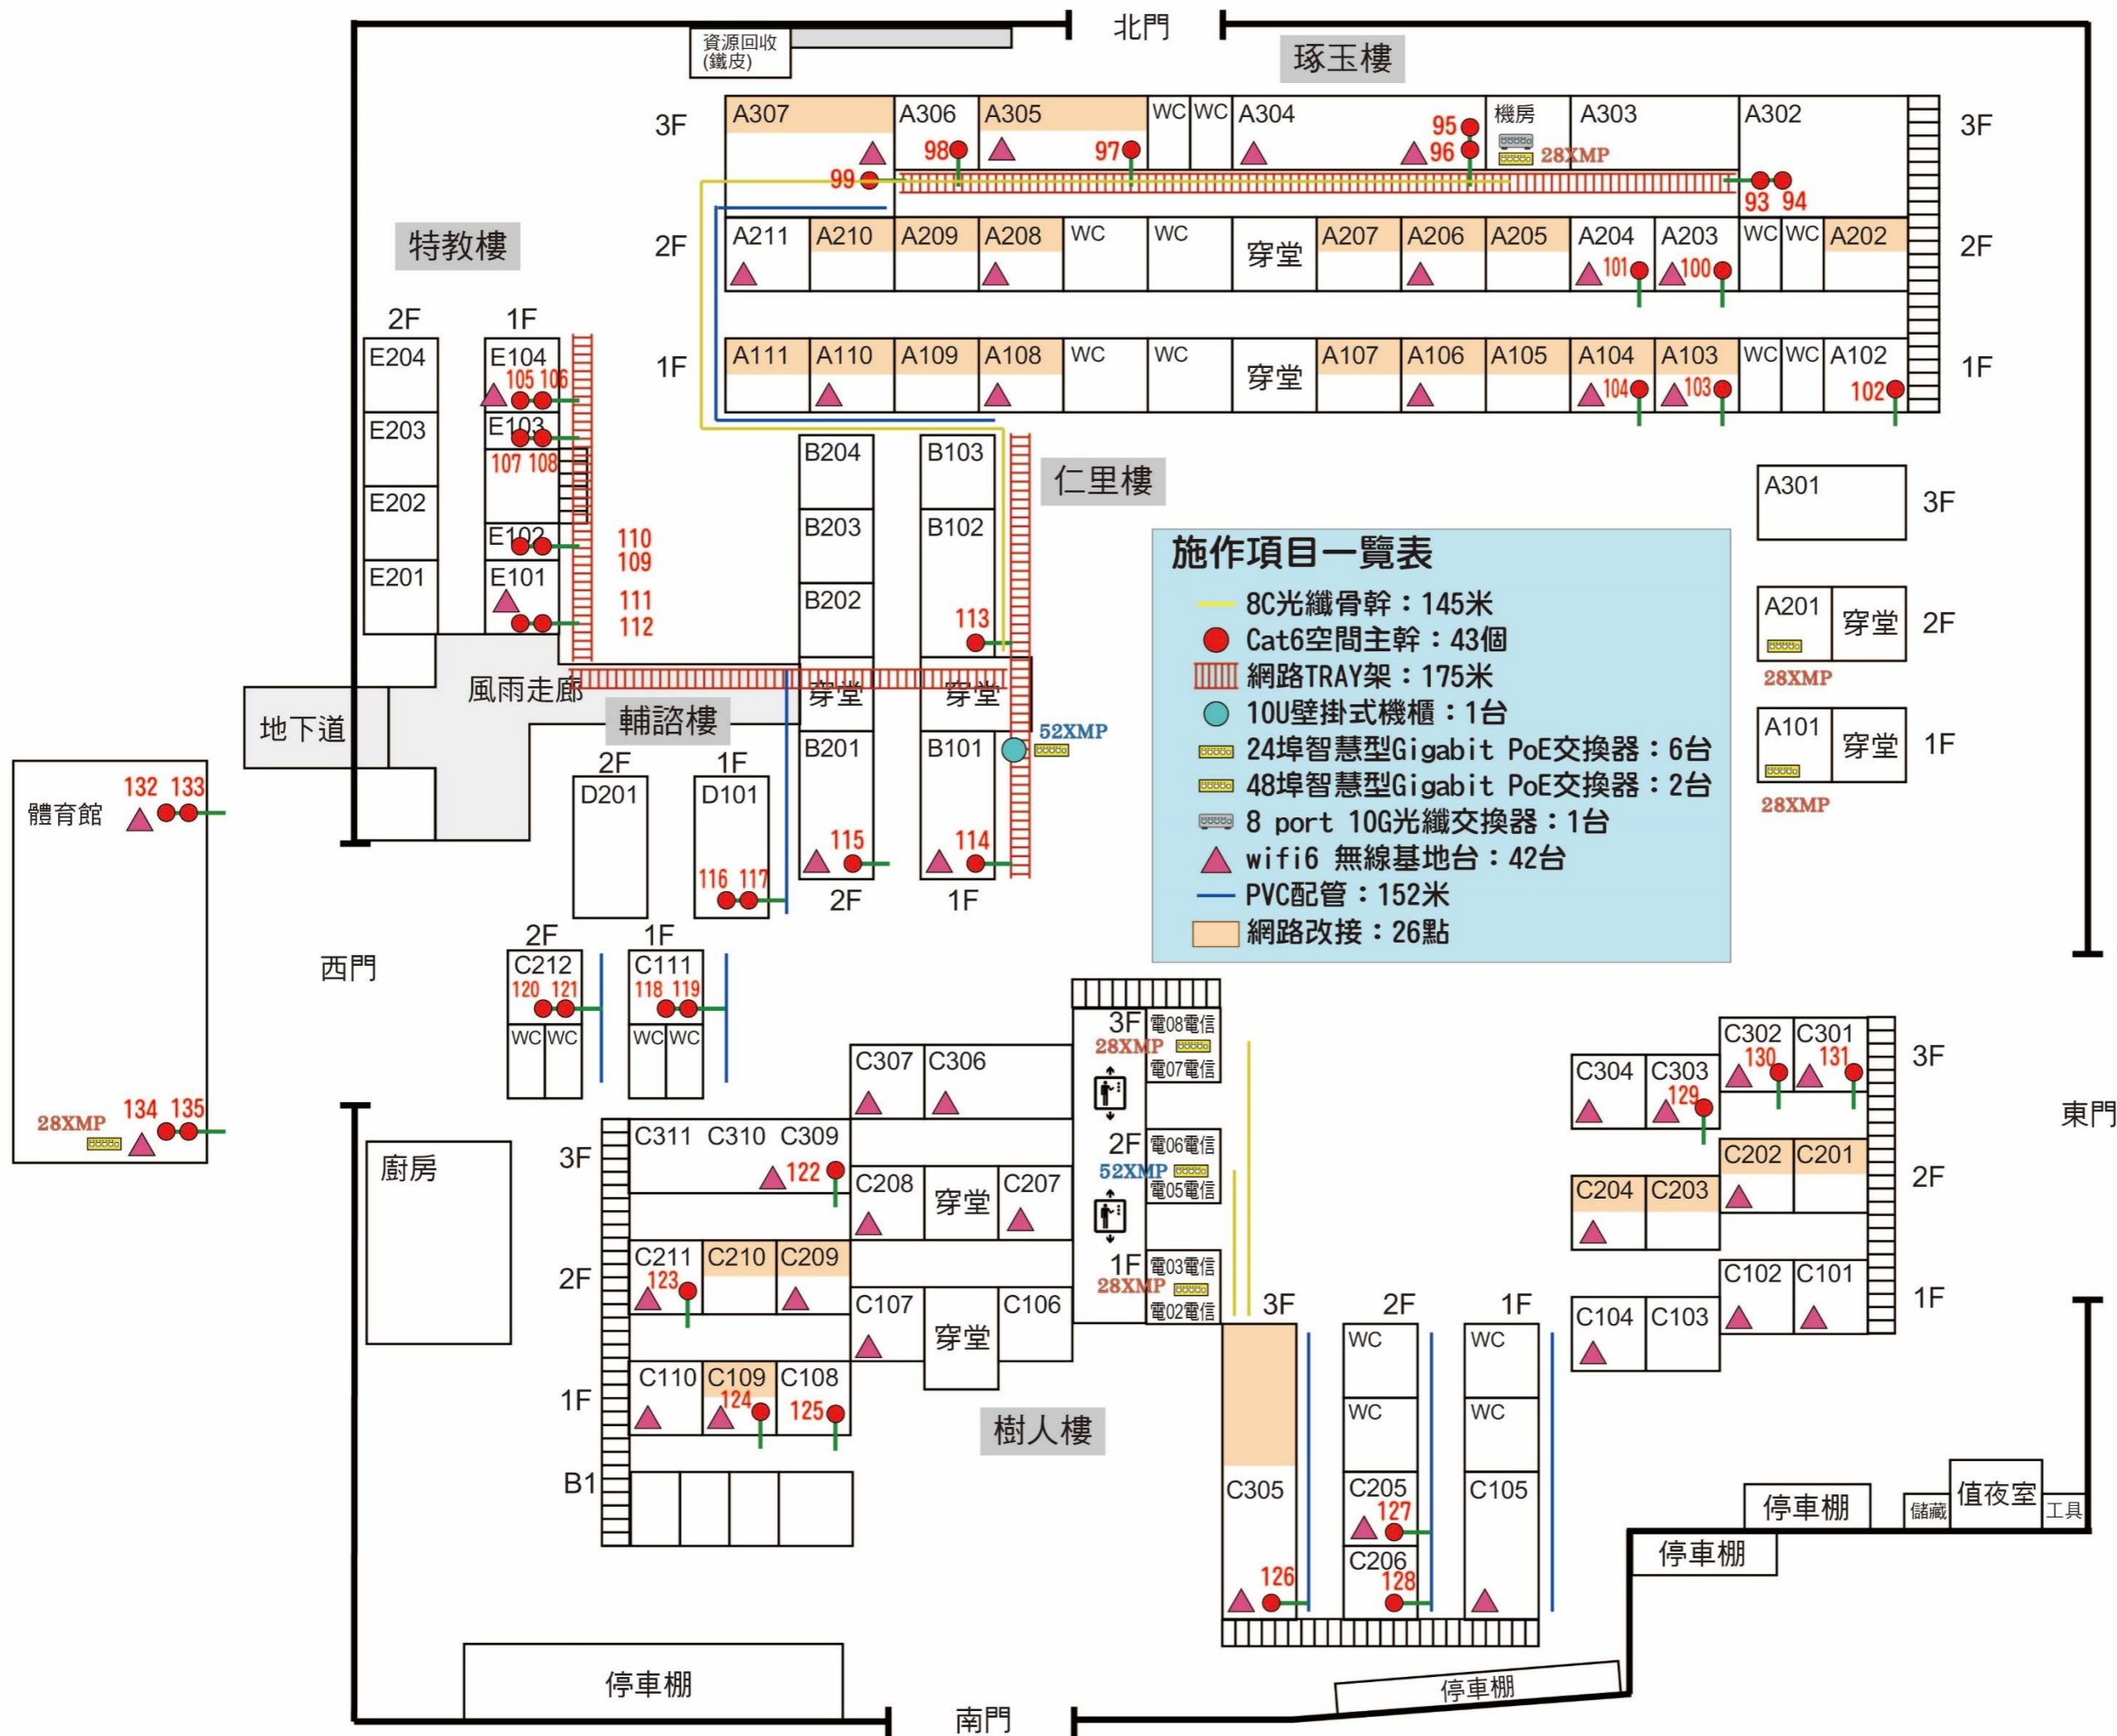 北門
資源回收
(鐵皮)
琢玉樓
3F
A307
A306
A305
WC
WC
A304
機房
A303
A302
3F
98
97
95
96
28XMP
99
93 94
特教樓
2F
A211
A210
A209
A208
WC
WC
穿堂
A207
A206
A205
A204
A203
WC
WC
A202
2F
101
100
2F
1F
1F
A111
A110
A109
A108
WC
WC
穿堂
A107
A106
A105
A104
A103
WC
WC
A102
1F
104
103
102
E204
E203
E202
E201
E104
105 106
E103
107 108
E102
110
109
E101
111
112
B204
B203
B202
B103
B102
113
仁里樓
A301
3F
A201
穿堂
2F
28XMP
A101
穿堂
1F
28XMP
施作項目一覽表
8C光纖骨幹：145米
Cat6空間主幹：43個
網路TRAY架：175米
10U壁掛式機櫃：1台
24埠智慧型Gigabit PoE交換器：6台
48埠智慧型Gigabit PoE交換器：2台
8 port 10G光纖交換器：1台
wifi6 無線基地台：42台
PVC配管：152米
網路改接：26點
風雨走廊
地下道
穿堂
穿堂
輔諮樓
B201
B101
52XMP
115
114
2F
1F
2F
1F
D201
D101
116 117
體育館
132 133
28XMP
134 135
西門
2F
1F
C212
120 121
WC
WC
C111
118 119
WC
WC
廚房
C307
C306
3F
電08電信
28XMP
電07電信
3F
C311
C310
C309
122
C208
穿堂
C207
2F
電06電信
52XMP
電05電信
2F
C211
123
C210
C209
C107
穿堂
C106
1F
電03電信
28XMP
電02電信
1F
C110
C109
124
C108
125
B1
樹人樓
3F
2F
1F
C305
126
WC
WC
C205
127
C206
128
WC
WC
C105
C302
130
C301
131
3F
C304
C303
129
C202
C201
2F
C204
C203
C102
C101
1F
C104
C103
東門
停車棚
儲藏
值夜室
工具
停車棚
停車棚
停車棚
南門